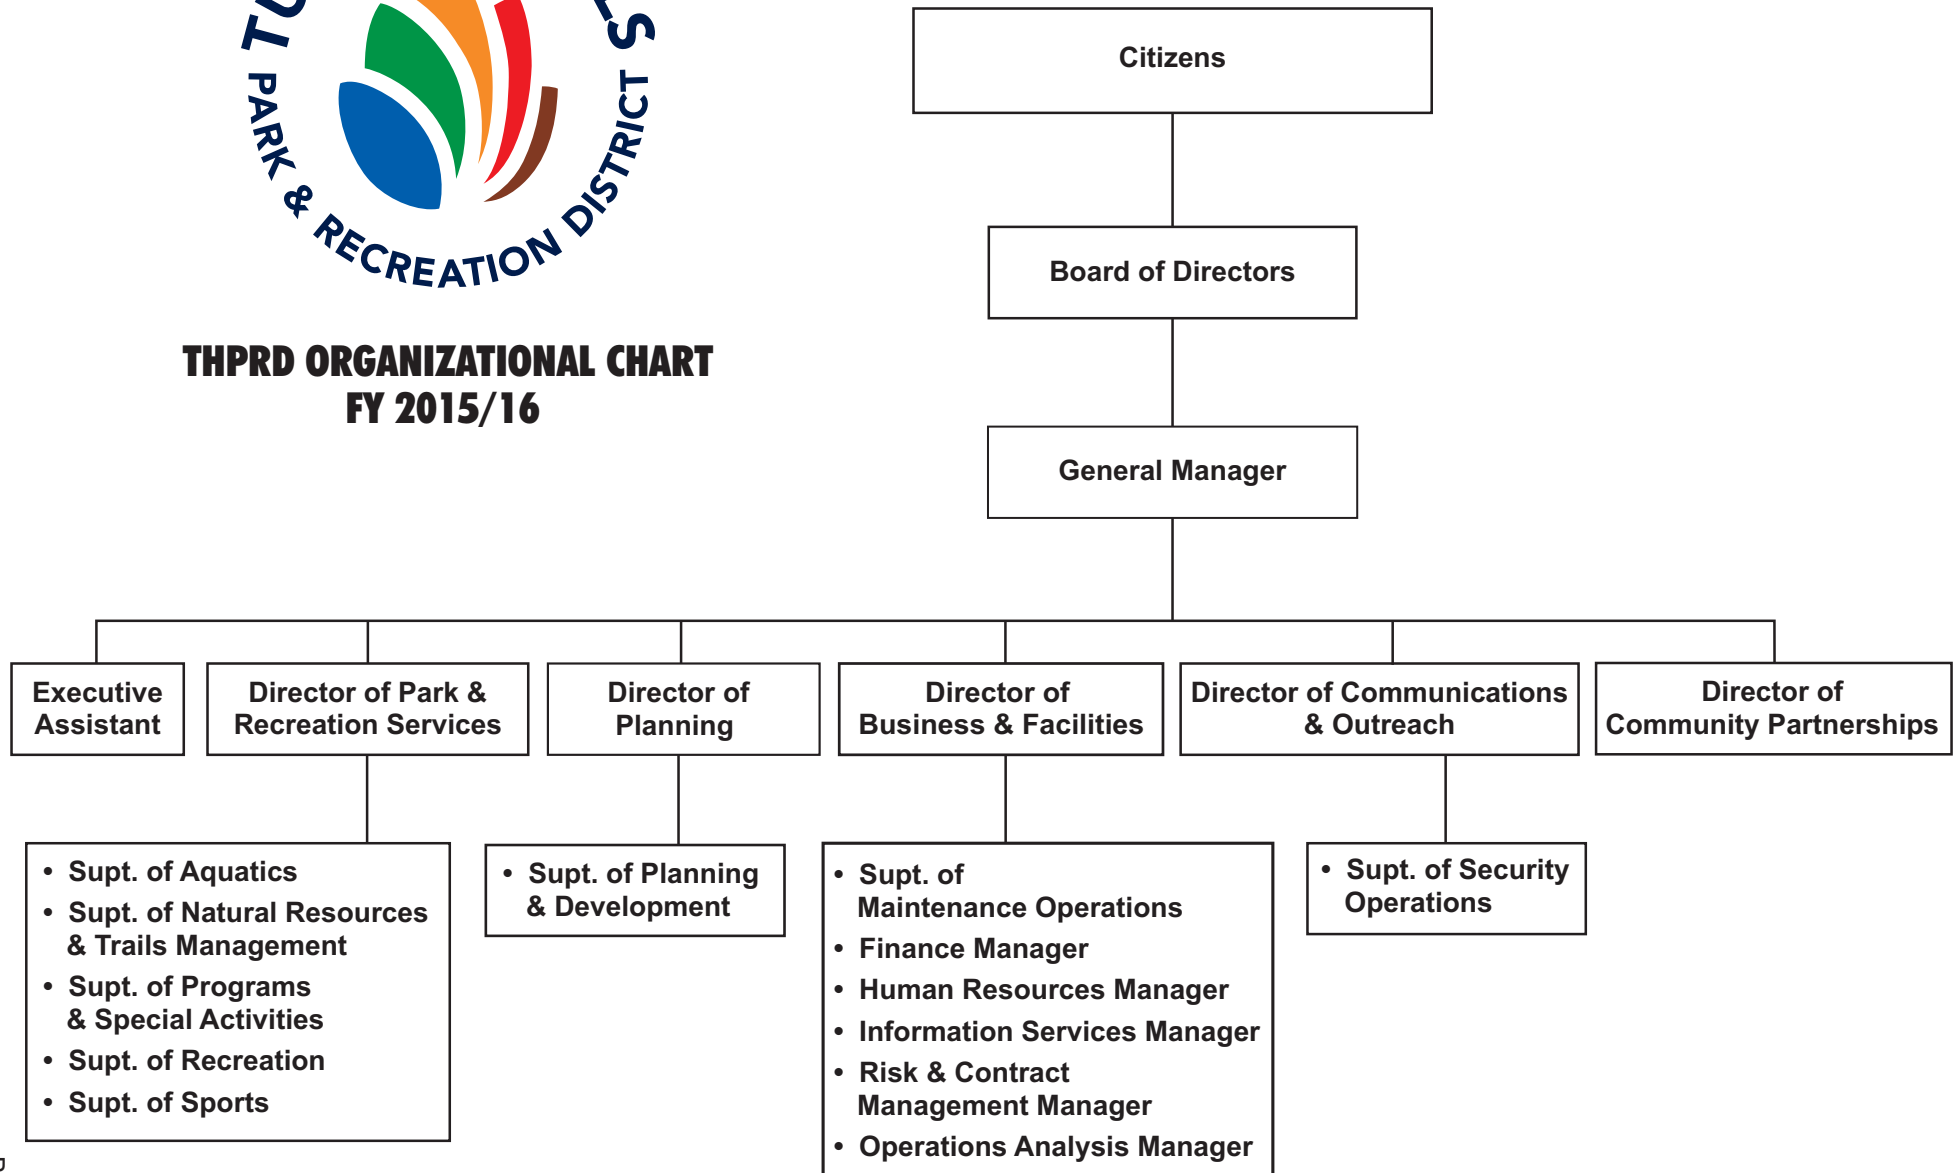 PARK & RECREATION DISTRICT
THPRD ORGANIZATIONAL CHART
FY 2015/16
Citizens
Board of Directors
General Manager
Executive
Assistant
Director of Park &
Recreation Services
Director of
Planning
Director of
Business & Facilities
Director of Communications
& Outreach
Director of
Community Partnerships
• Supt. of Aquatics
• Supt. of Natural Resources
& Trails Management
• Supt. of Programs
& Special Activities
• Supt. of Recreation
• Supt. of Sports
• Supt. of Planning
& Development
• Supt. of
Maintenance Operations
• Finance Manager
• Human Resources Manager
• Information Services Manager
• Risk & Contract
Management Manager
• Operations Analysis Manager
• Supt. of Security
Operations